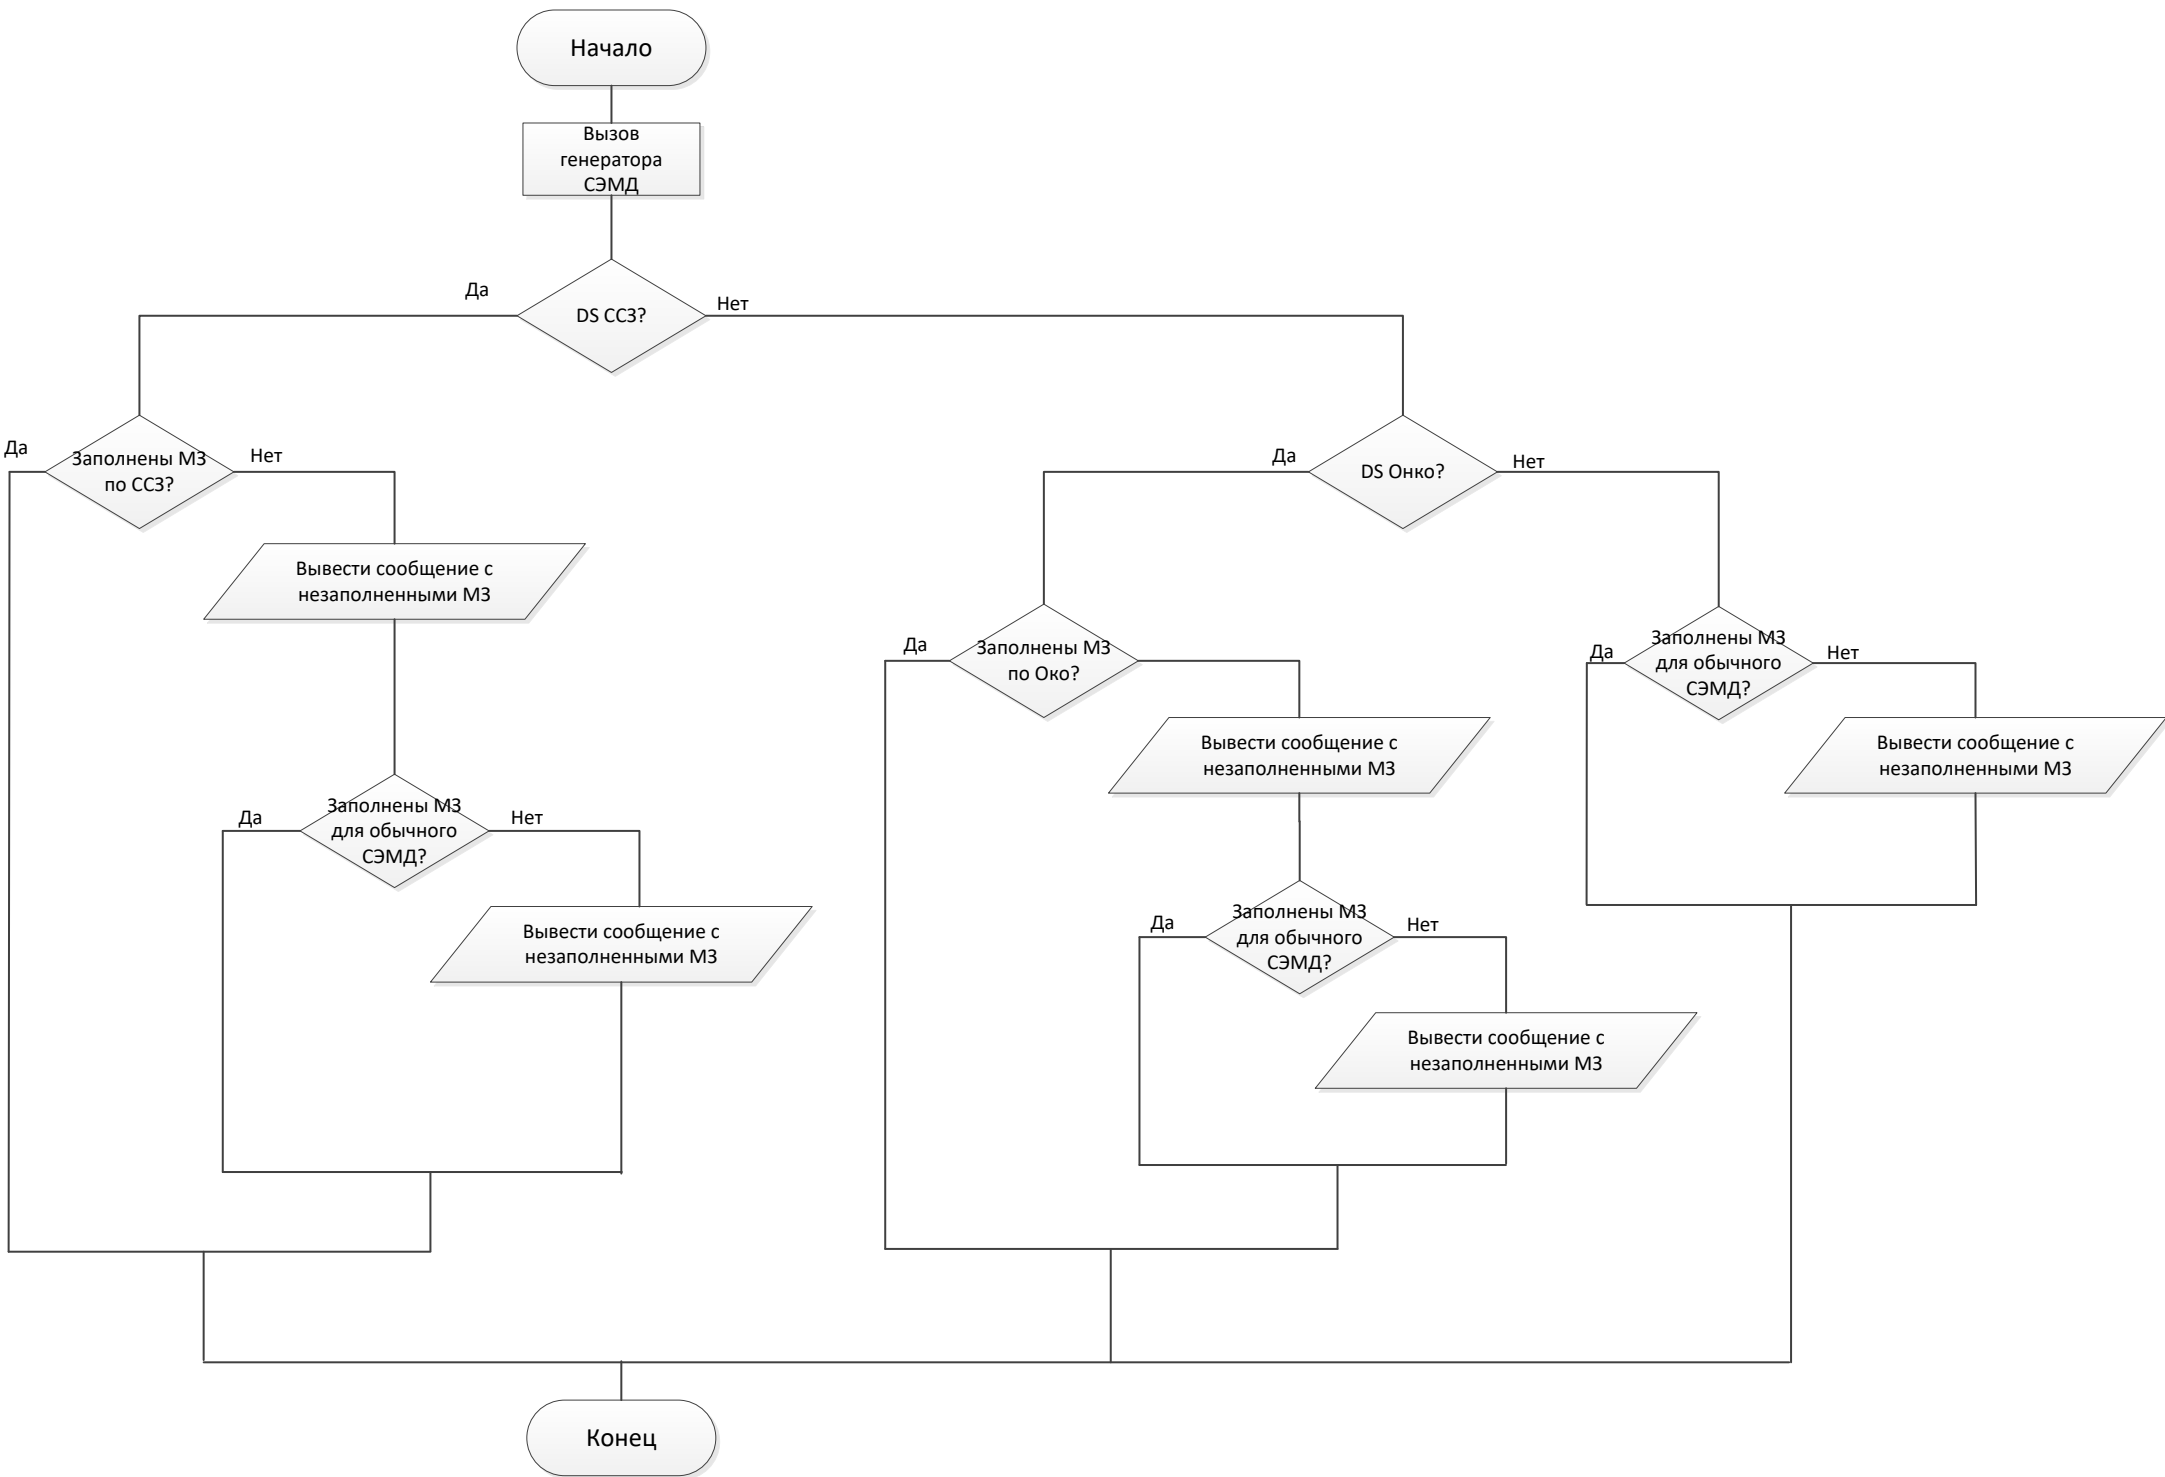 Начало
Вызов
генератора
СЭМД
Да
DS ССЗ?
Нет
Да
Заполнены МЗ
по ССЗ?
Нет
Да
DS Онко?
Нет
Вывести сообщение с
незаполненными МЗ
Да
Заполнены МЗ
по Око?
Да
Заполнены МЗ
для обычного
СЭМД?
Нет
Вывести сообщение с
незаполненными МЗ
Вывести сообщение с
незаполненными МЗ
Да
Заполнены МЗ
для обычного
СЭМД?
Нет
Да
Заполнены МЗ
для обычного
СЭМД?
Нет
Вывести сообщение с
незаполненными МЗ
Вывести сообщение с
незаполненными МЗ
Конец